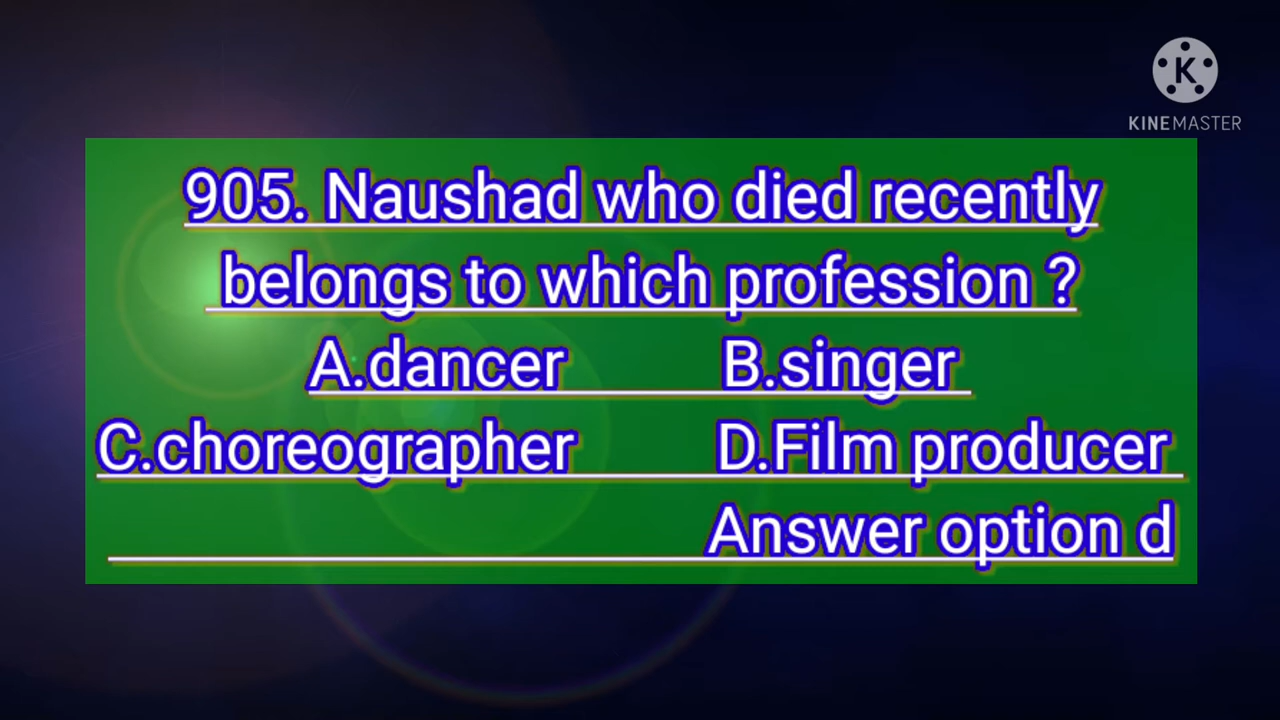 K
KINEMASTER
905. Naushad who died recently
belongs to which profession ?
A.dancer B.singer
C.choreographer D.Film producer
Answer option d